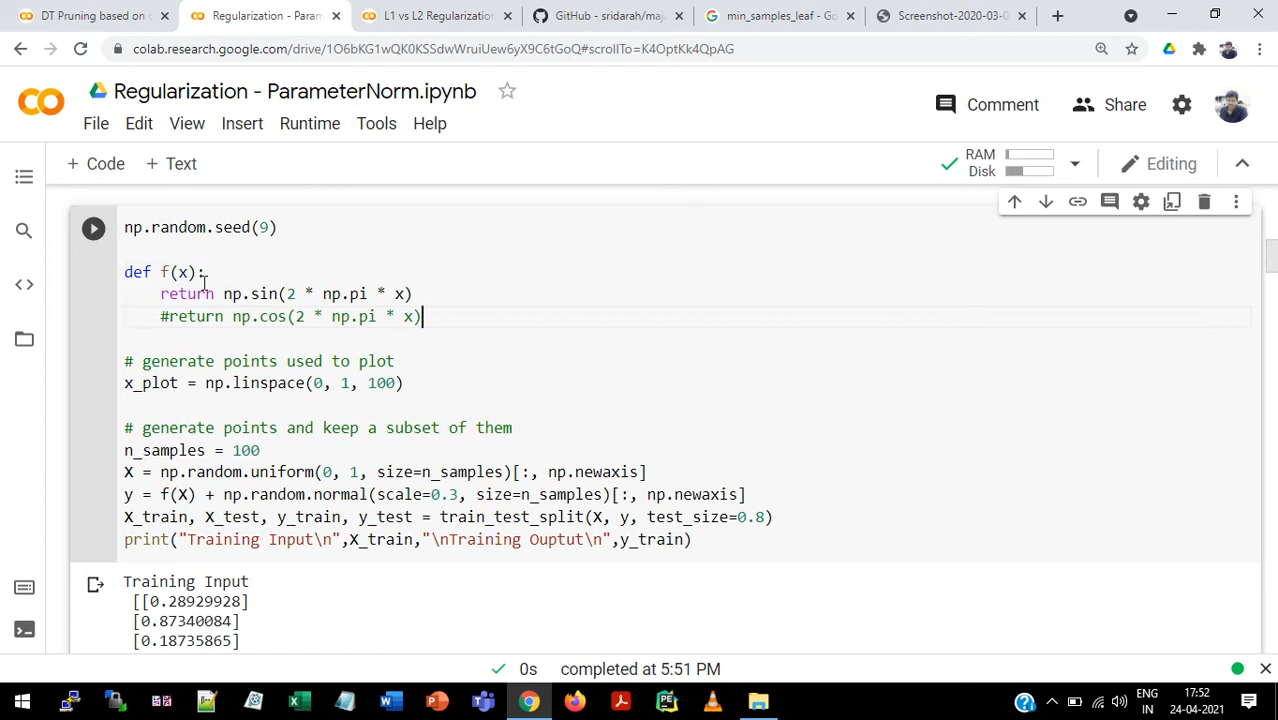 DT Pruning based on
Regularization - Param
L1 vs L2 Regularization
GitHub - sridarah/maj
min_samples_leaf - Go
Screenshot-2020-03-0
colab.research.google.com/drive/1O6bKG1wQK0KSSdwWruiUew6yX9C6tGoQ#scrollTo=K4OptKk4QpAG
Regularization - ParameterNorm.ipynb
Comment
Share
File Edit View Insert Runtime Tools Help
+ Code + Text
RAM
Disk
Editing
np.random.seed(9)
def f(x):
return np.sin(2 * np.pi * x)
#return np.cos(2 * np.pi * x)
# generate points used to plot
x_plot = np.linspace(0, 1, 100)
# generate points and keep a subset of them
n_samples = 100
X = np.random.uniform(0, 1, size=n_samples)[:, np.newaxis]
y = f(X) + np.random.normal(scale=0.3, size=n_samples)[:, np.newaxis]
X_train, X_test, y_train, y_test = train_test_split(X, y, test_size=0.8)
print("Training Input\n",X_train,"\nTraining Ouptut\n",y_train)
Training Input
[[0.28929928]
[0.87340084]
[0.18735865]
0s completed at 5:51 PM
ENG
IN
17:52
24-04-2021